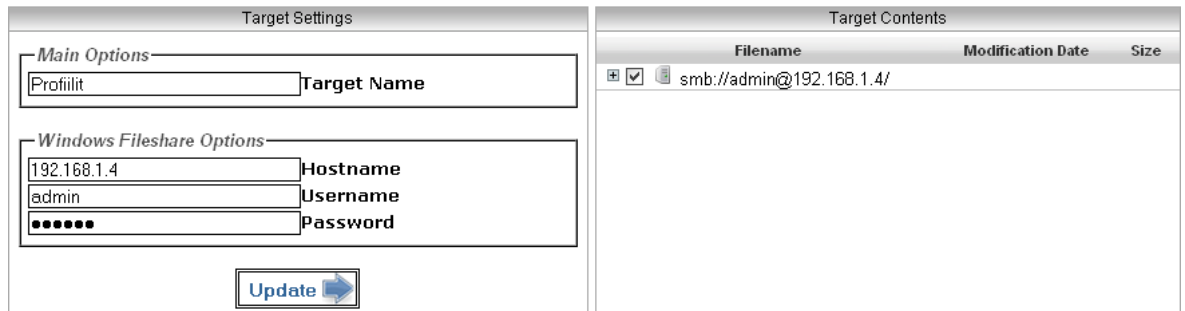 Target Settings
Main Options
Profiilit Target Name
Windows Fileshare Options
192.168.1.4 Hostname
admin Username
●●●●●● Password
Update
Target Contents
Filename Modification Date Size
smb://admin@192.168.1.4/